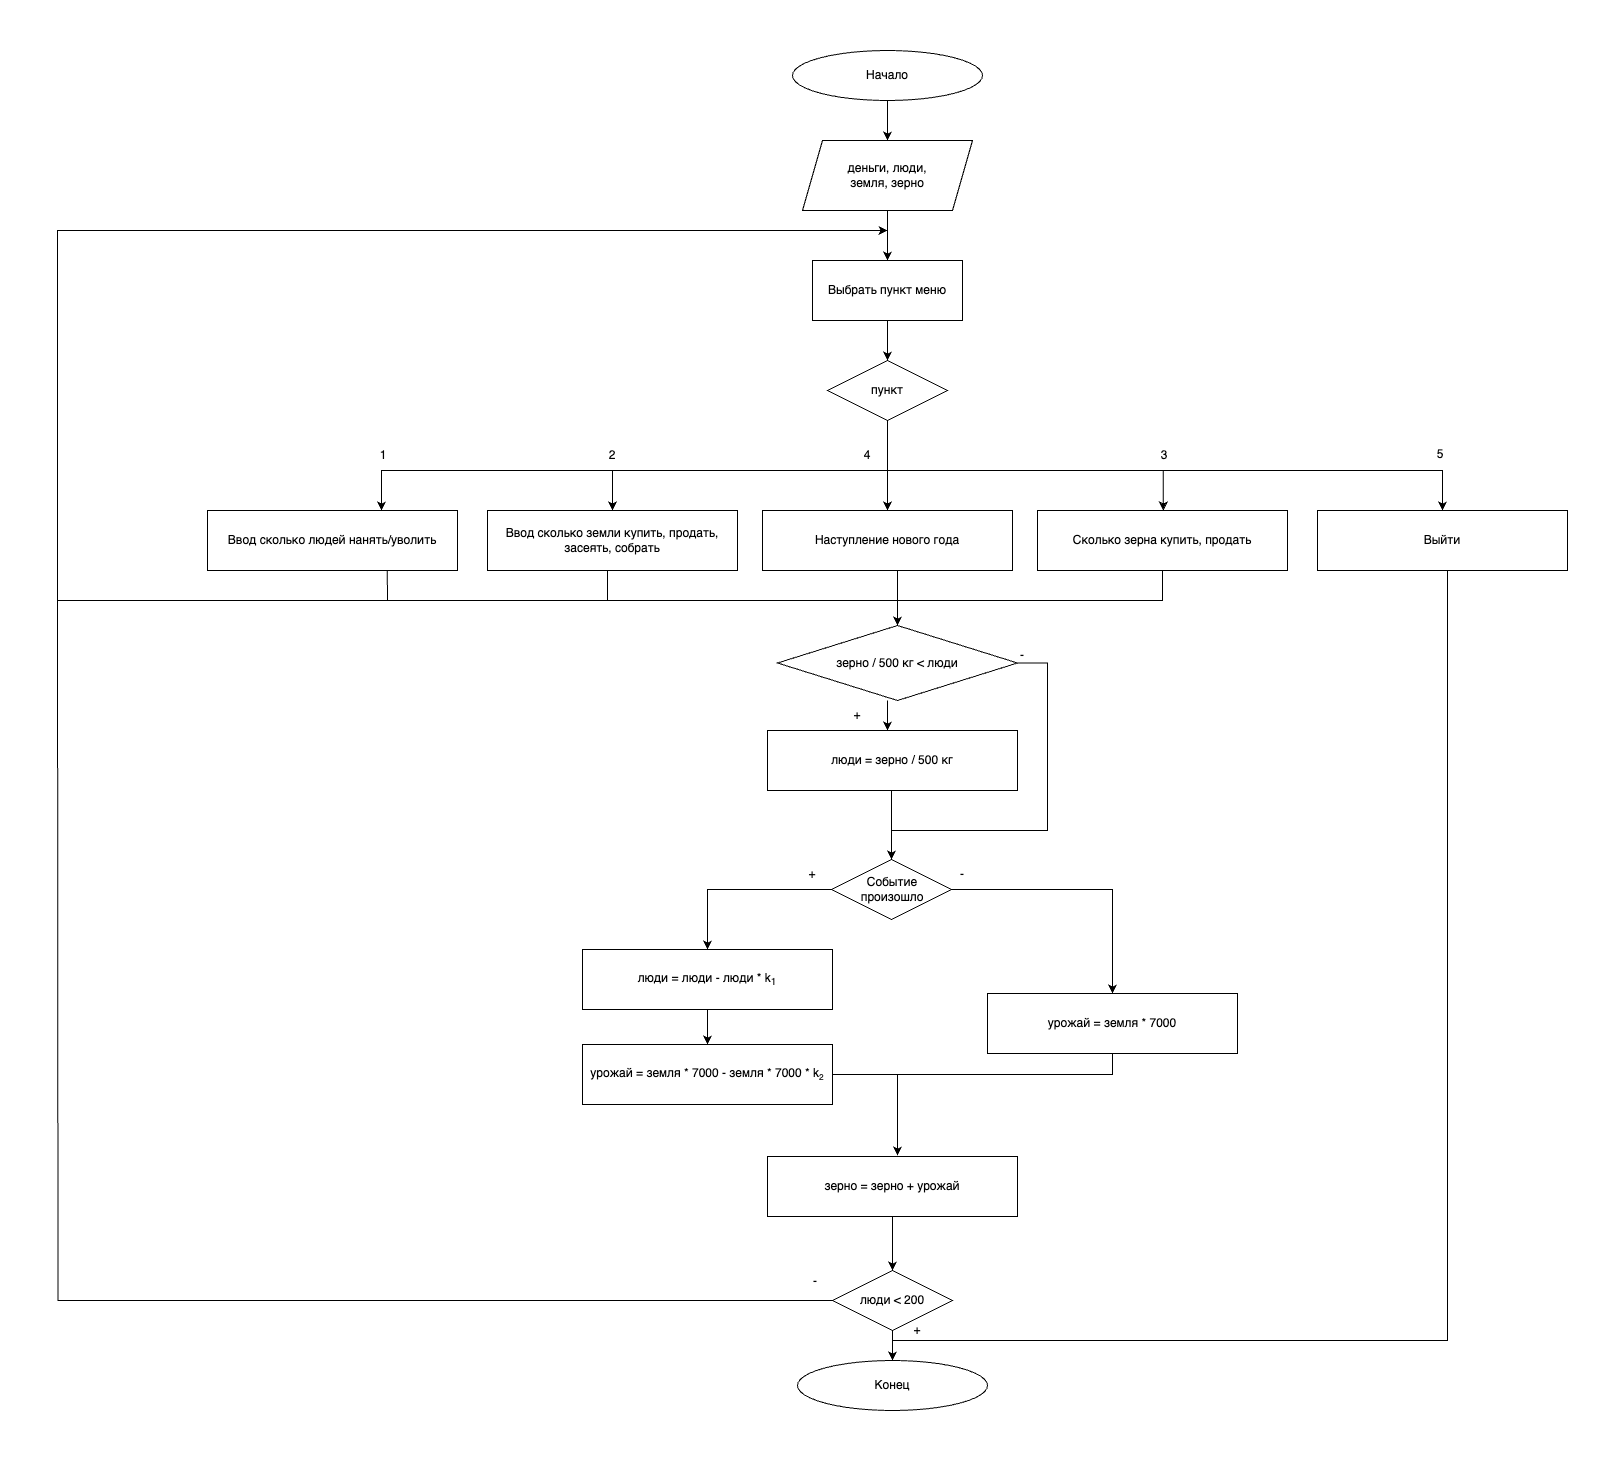 Начало
деньги, люди,
земля, зерно
Выбрать пункт меню
пункт
1
2
4
3
5
Ввод сколько людей нанять/уволить
Ввод сколько земли купить, продать,
засеять, собрать
Наступление нового года
Сколько зерна купить, продать
Выйти
зерно / 500 кг < люди
-
+
люди = зерно / 500 кг
+
Событие
произошло
-
люди = люди - люди * k₁
урожай = земля * 7000
урожай = земля * 7000 - земля * 7000 * k₂
зерно = зерно + урожай
-
люди < 200
+
Конец